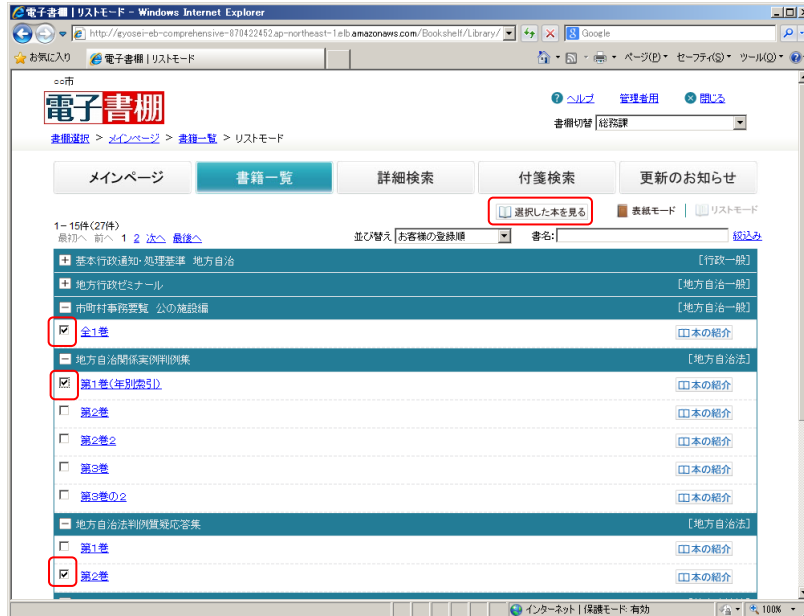 電子書棚 | リストモード - Windows Internet Explorer
http://gyosei-eb-comprehensive-870422452.ap-northeast-1.elb.amazonaws.com/Bookshelf/Library/
Google
お気に入り 電子書棚 | リストモード ページ(P) セーフティ(S) ツール(O)
○○市
電子書棚
ヘルプ 管理者用 閉じる
書棚切替 総務課
書棚選択 > メインページ > 書籍一覧 > リストモード
メインページ 書籍一覧 詳細検索 付箋検索 更新のお知らせ
選択した本を見る 表紙モード | リストモード
1-15件(27件)
最初へ 前へ 1 2 次へ 最後へ 並び替え お客様の登録順 書名: 絞込み
基本行政通知・処理基準 地方自治 [行政一般]
地方行政ゼミナール [地方自治一般]
市町村事務要覧 公の施設編 [地方自治一般]
全1巻 本の紹介
地方自治関係実例判例集 [地方自治法]
第1巻(年別索引) 本の紹介
第2巻 本の紹介
第2巻2 本の紹介
第3巻 本の紹介
第3巻の2 本の紹介
地方自治法判例質疑応答集 [地方自治法]
第1巻 本の紹介
第2巻 本の紹介
インターネット | 保護モード: 有効 100%